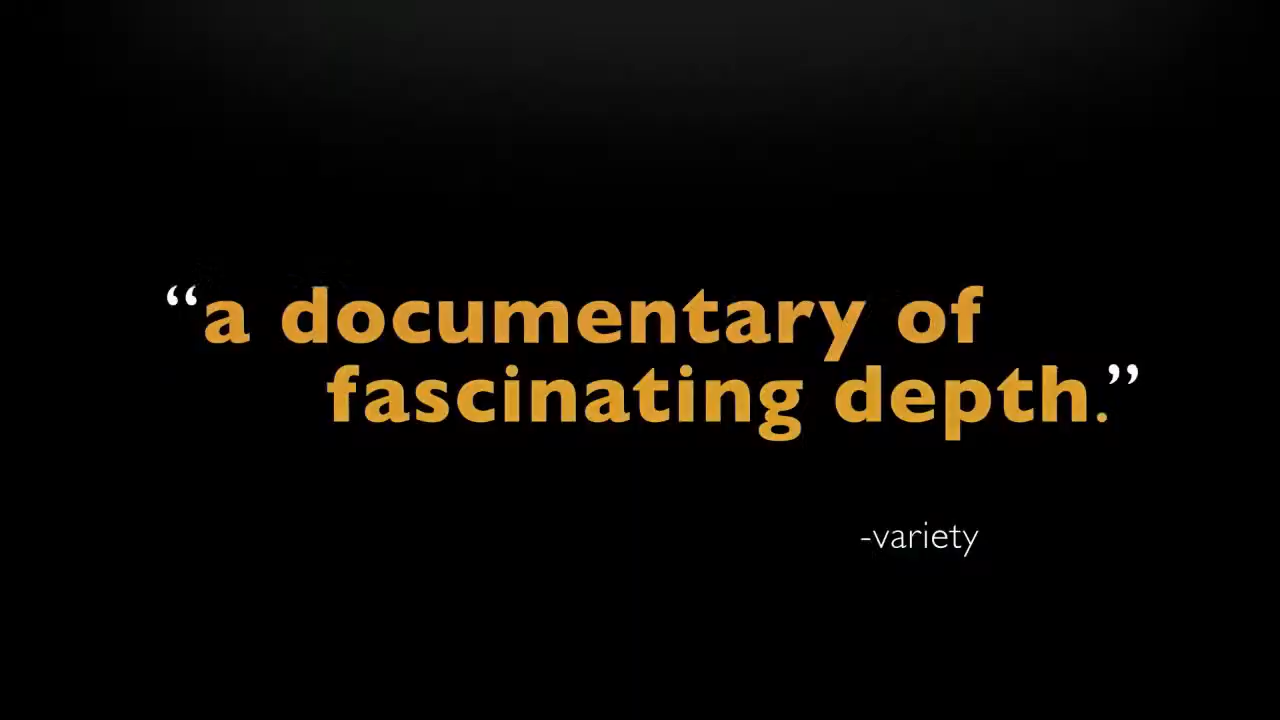 “a documentary of
fascinating depth.”
-variety